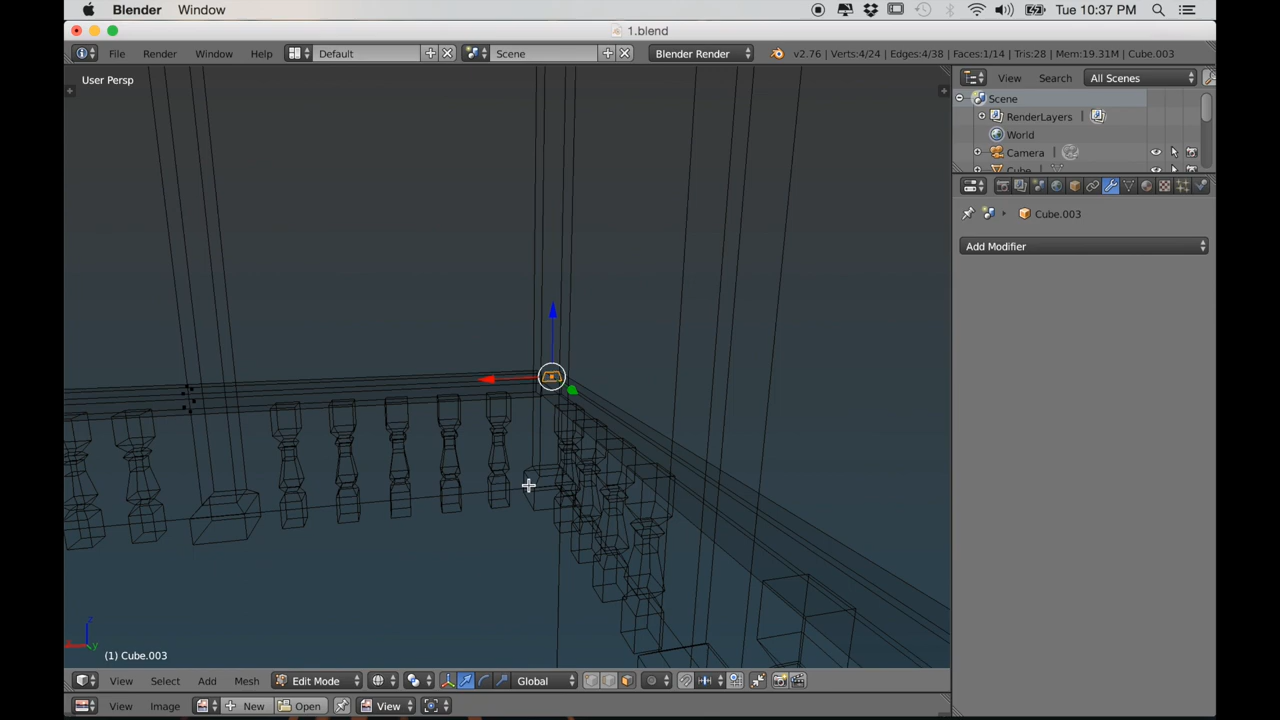 Blender Window Tue 10:37 PM
1.blend
File Render Window Help Default Scene Blender Render v2.76 | Verts:4/24 | Edges:4/38 | Faces:1/14 | Tris:28 | Mem:19.31M | Cube.003
User Persp
View Search All Scenes
Scene
RenderLayers
World
Camera
Cube
Cube.003
Add Modifier
z
y
(1) Cube.003
View Select Add Mesh Edit Mode Global
View Image New Open View